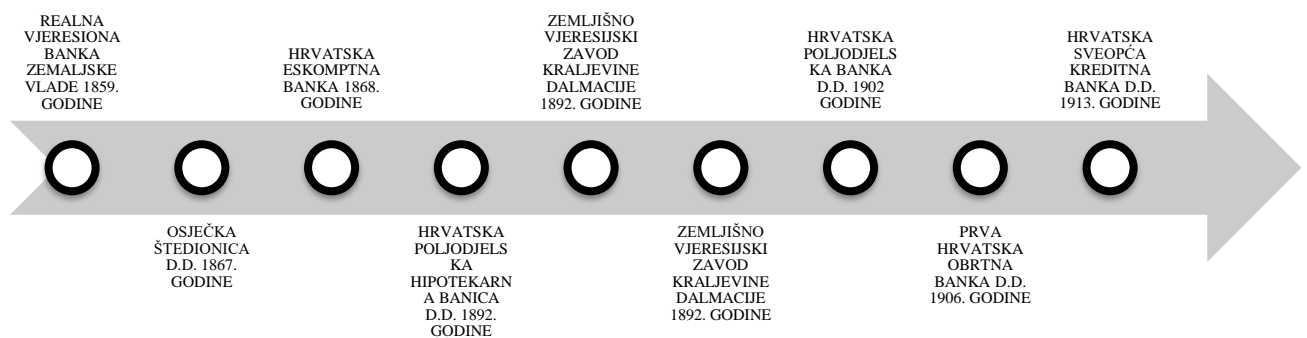 REALNA
VJERESIONA
BANKA
ZEMALJSKE
VLADE 1859.
GODINE
OSJEČKA
ŠTEDIONICA
D.D. 1867.
GODINE
HRVATSKA
ESKOMPTNA
BANKA 1868.
GODINE
HRVATSKA
POLJODJELS
KA
HIPOTEKARN
A BANICA
D.D. 1892.
GODINE
ZEMLJIŠNO
VJERESIJSKI
ZAVOD
KRALJEVINE
DALMACIJE
1892. GODINE
ZEMLJIŠNO
VJERESIJSKI
ZAVOD
KRALJEVINE
DALMACIJE
1892. GODINE
HRVATSKA
POLJODJELS
KA BANKA
D.D. 1902
GODINE
PRVA
HRVATSKA
OBRTNA
BANKA D.D.
1906. GODINE
HRVATSKA
SVEOPĆA
KREDITNA
BANKA D.D.
1913. GODINE